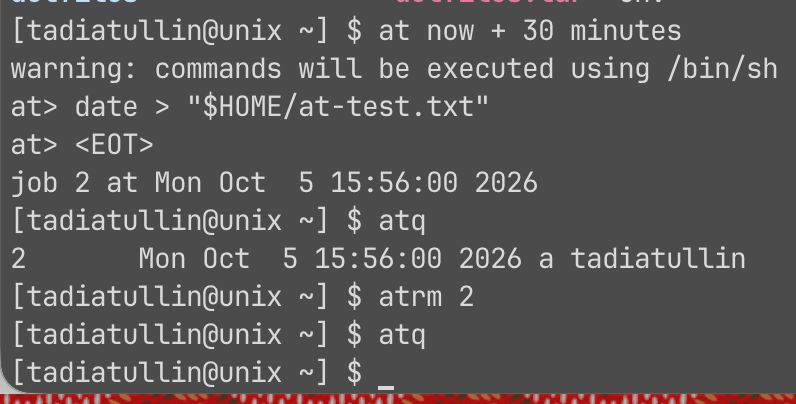 [tadiatullin@unix ~] $ at now + 30 minutes
warning: commands will be executed using /bin/sh
at> date > "$HOME/at-test.txt"
at> <EOT>
job 2 at Mon Oct  5 15:56:00 2026
[tadiatullin@unix ~] $ atq
2       Mon Oct  5 15:56:00 2026 a tadiatullin
[tadiatullin@unix ~] $ atrm 2
[tadiatullin@unix ~] $ atq
[tadiatullin@unix ~] $